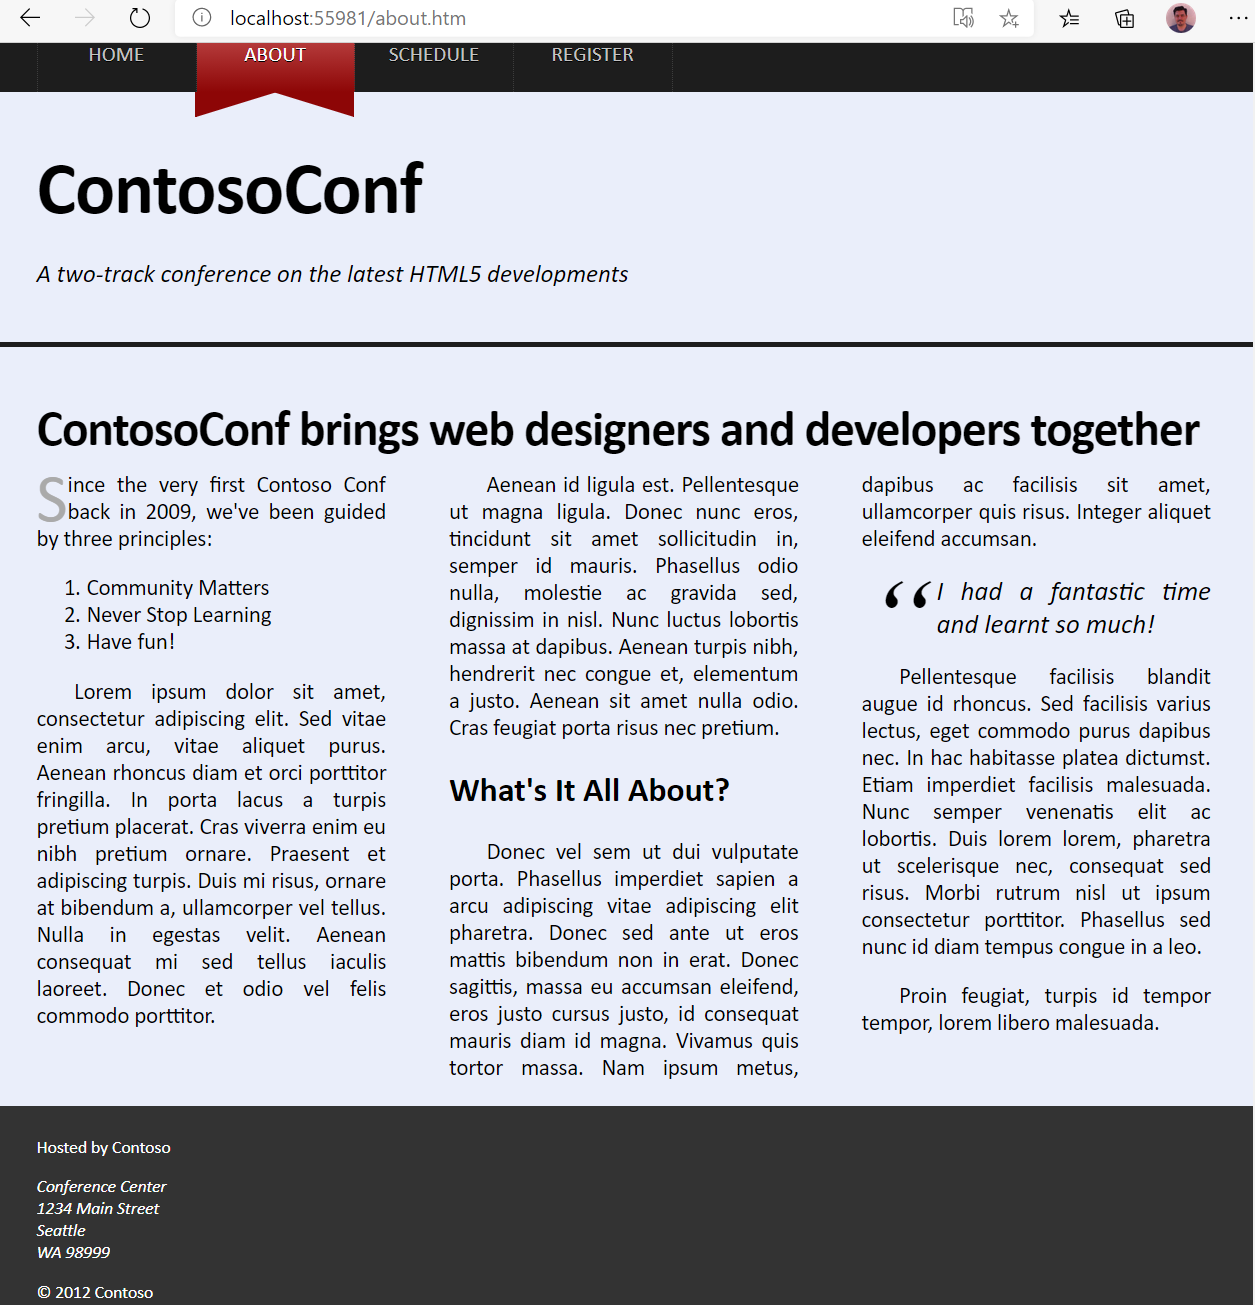 localhost:55981/about.htm
HOME ABOUT SCHEDULE REGISTER
ContosoConf
A two-track conference on the latest HTML5 developments
ContosoConf brings web designers and developers together
Since the very first Contoso Conf
back in 2009, we've been guided
by three principles:
1. Community Matters
2. Never Stop Learning
3. Have fun!
Lorem ipsum dolor sit amet,
consectetur adipiscing elit. Sed vitae
enim arcu, vitae aliquet purus.
Aenean rhoncus diam et orci porttitor
fringilla. In porta lacus a turpis
pretium placerat. Cras viverra enim eu
nibh pretium ornare. Praesent et
adipiscing turpis. Duis mi risus, ornare
at bibendum a, ullamcorper vel tellus.
Nulla in egestas velit. Aenean
consequat mi sed tellus iaculis
laoreet. Donec et odio vel felis
commodo porttitor.
Aenean id ligula est. Pellentesque
ut magna ligula. Donec nunc eros,
tincidunt sit amet sollicitudin in,
semper id mauris. Phasellus odio
nulla, molestie ac gravida sed,
dignissim in nisl. Nunc luctus lobortis
massa at dapibus. Aenean turpis nibh,
hendrerit nec congue et, elementum
a justo. Aenean sit amet nulla odio.
Cras feugiat porta risus nec pretium.
What's It All About?
Donec vel sem ut dui vulputate
porta. Phasellus imperdiet sapien a
arcu adipiscing vitae adipiscing elit
pharetra. Donec sed ante ut eros
mattis bibendum non in erat. Donec
sagittis, massa eu accumsan eleifend,
eros justo cursus justo, id consequat
mauris diam id magna. Vivamus quis
tortor massa. Nam ipsum metus,
dapibus ac facilisis sit amet,
ullamcorper quis risus. Integer aliquet
eleifend accumsan.
“ I had a fantastic time
and learnt so much!
Pellentesque facilisis blandit
augue id rhoncus. Sed facilisis varius
lectus, eget commodo purus dapibus
nec. In hac habitasse platea dictumst.
Etiam imperdiet facilisis malesuada.
Nunc semper venenatis elit ac
lobortis. Duis lorem lorem, pharetra
ut scelerisque nec, consequat sed
risus. Morbi rutrum nisl ut ipsum
consectetur porttitor. Phasellus sed
nunc id diam tempus congue in a leo.
Proin feugiat, turpis id tempor
tempor, lorem libero malesuada.
Hosted by Contoso
Conference Center
1234 Main Street
Seattle
WA 98999
© 2012 Contoso